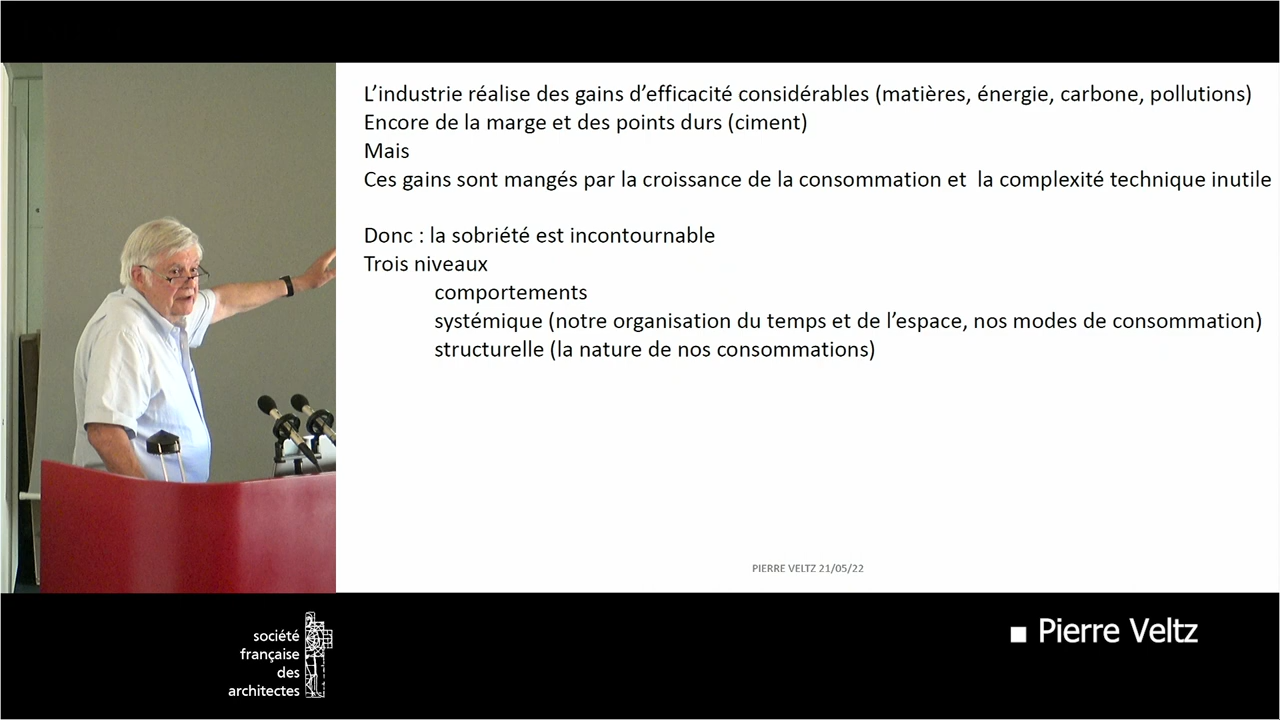 L’industrie réalise des gains d’efficacité considérables (matières, énergie, carbone, pollutions)
Encore de la marge et des points durs (ciment)
Mais
Ces gains sont mangés par la croissance de la consommation et  la complexité technique inutile
Donc : la sobriété est incontournable
Trois niveaux
comportements
systémique (notre organisation du temps et de l’espace, nos modes de consommation)
structurelle (la nature de nos consommations)
PIERRE VELTZ 21/05/22
société
française
des
architectes
Pierre Veltz